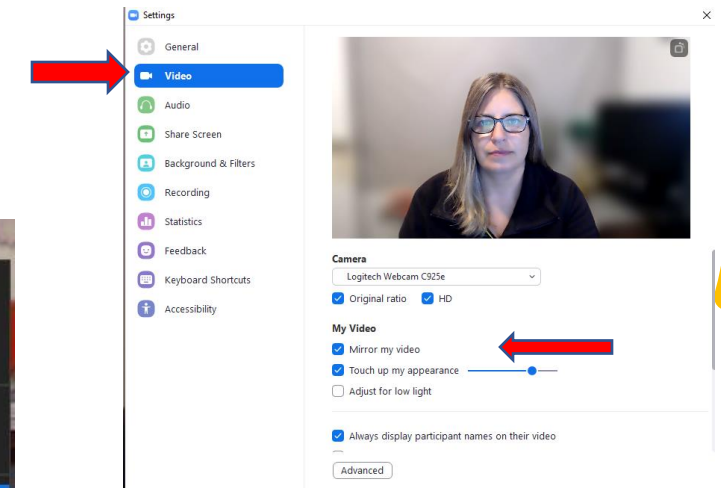 Settings
General
Video
Audio
Share Screen
Background & Filters
Recording
Statistics
Feedback
Keyboard Shortcuts
Accessibility
Camera
Logitech Webcam C925e
Original ratio HD
My Video
Mirror my video
Touch up my appearance
Adjust for low light
Always display participant names on their video
Advanced